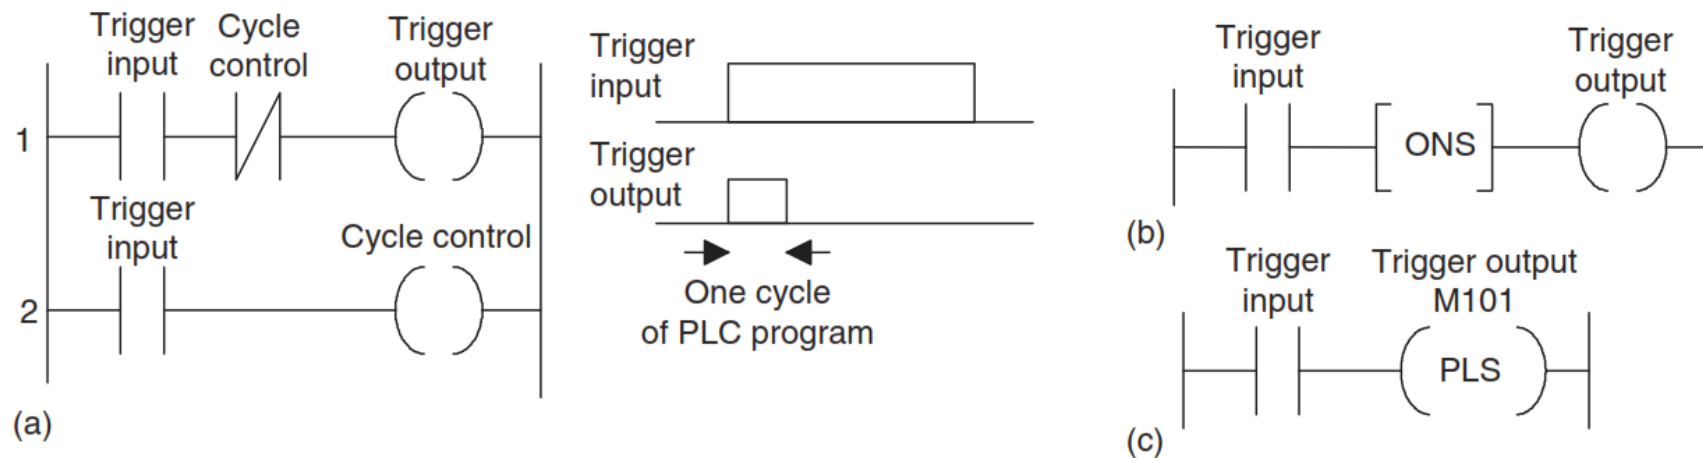 Trigger
input
Cycle
control
Trigger
output
1
Trigger
input
Cycle control
2
(a)
Trigger
input
Trigger
output
One cycle
of PLC program
Trigger
input
Trigger
output
ONS
(b)
Trigger
input
Trigger output
M101
PLS
(c)